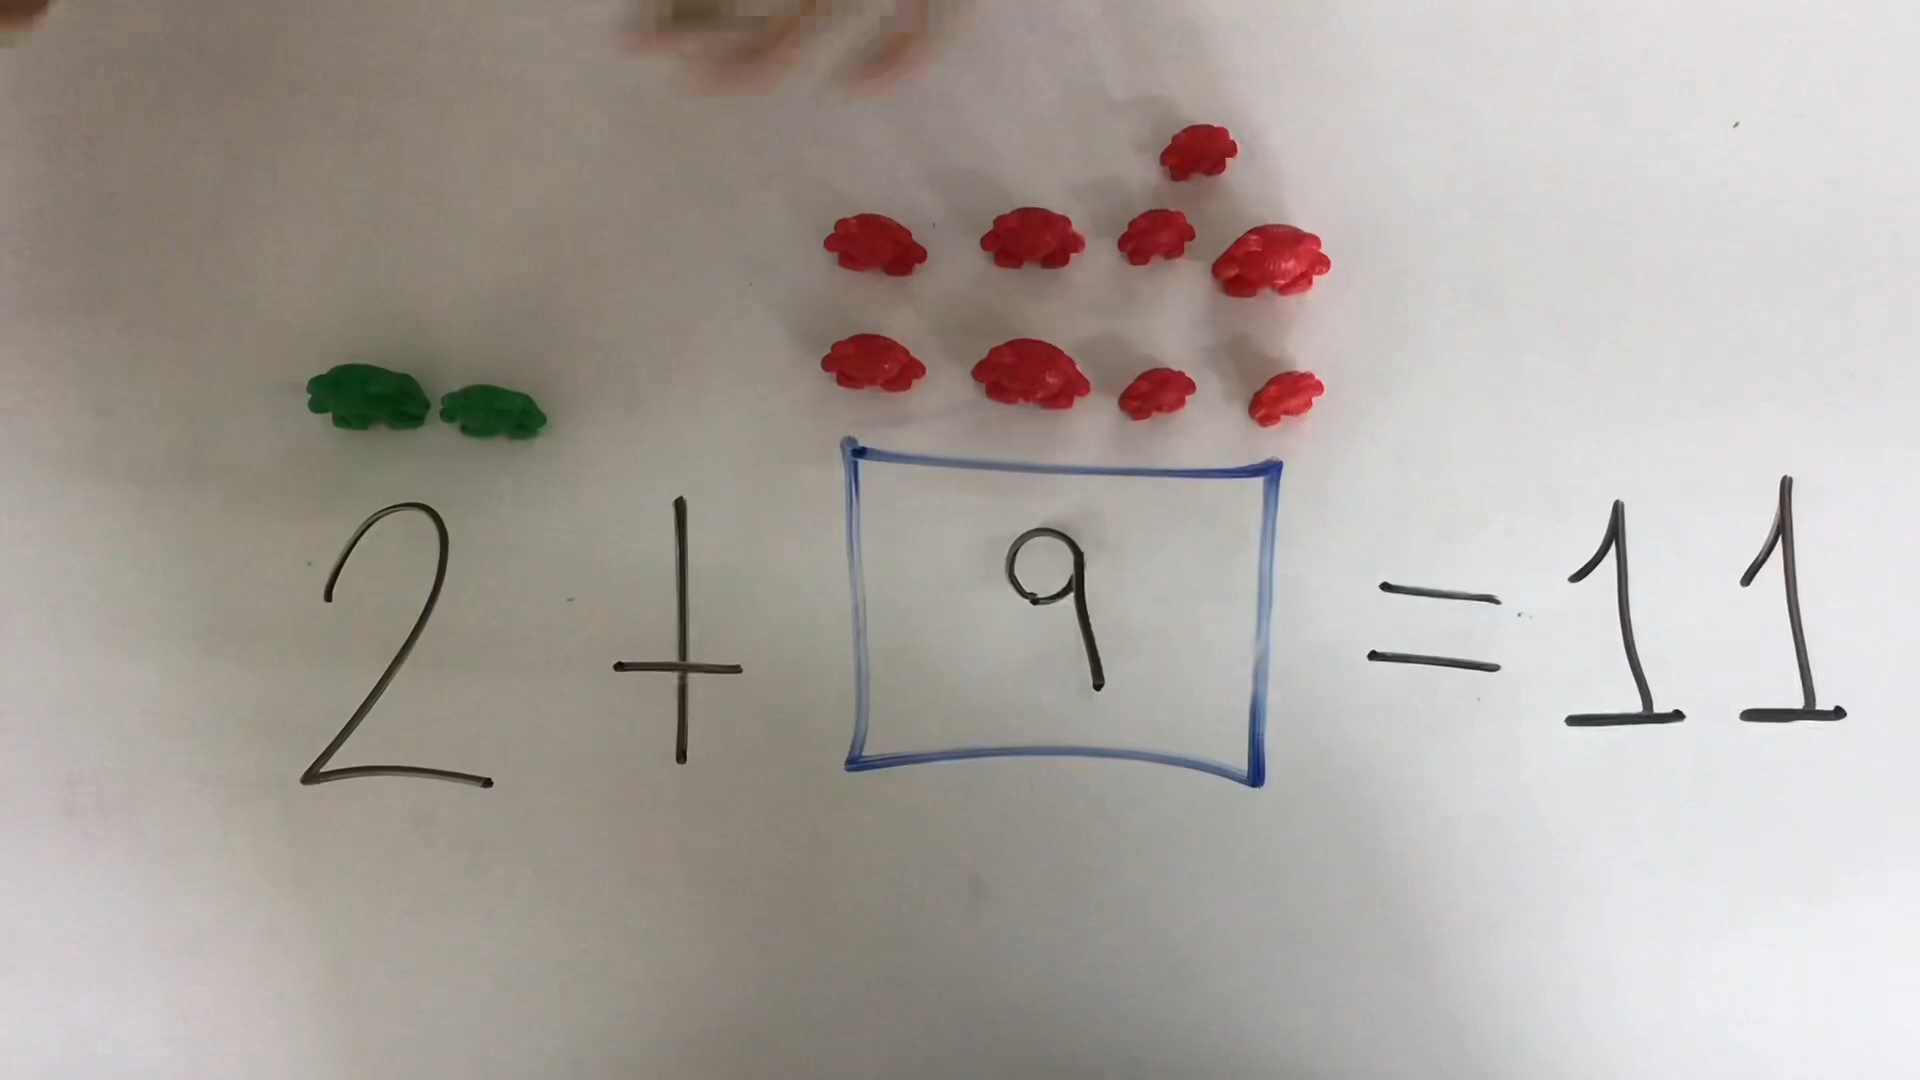 2 + 9 = 11